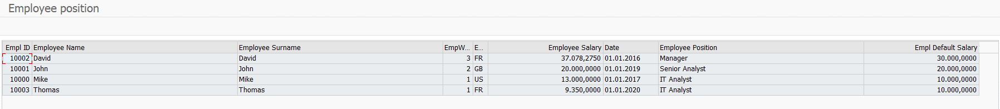 Employee position
Empl ID Employee Name Employee Surname EmpW... E... Employee Salary Date Employee Position Empl Default Salary
10002 David David 3 FR 37.078,2750 01.01.2016 Manager 30.000,0000
10001 John John 2 GB 20.000,0000 01.01.2019 Senior Analyst 20.000,0000
10000 Mike Mike 1 US 13.000,0000 01.01.2017 IT Analyst 10.000,0000
10003 Thomas Thomas 1 FR 9.350,0000 01.01.2020 IT Analyst 10.000,0000